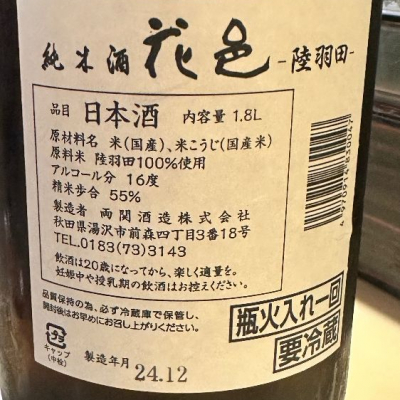 純米酒 花邑 -陸羽田-
品目 日本酒 内容量 1.8L
原材料名 米(国産)、米こうじ(国産米)
原料米 陸羽田100%使用
アルコール分 16度
精米歩合 55%
製造者 両関酒造株式会社
秋田県湯沢市前森四丁目3番18号
TEL.0183(73)3143
飲酒は20歳になってから、楽しく適量を。
妊娠中や授乳期の飲酒はお控えください。
品質保持の為、必ず冷蔵庫で保管し、
開封後はお早めにお召し上がりください。
瓶火入れ一回
要冷蔵
キャップ
(中栓)
製造年月
24.12